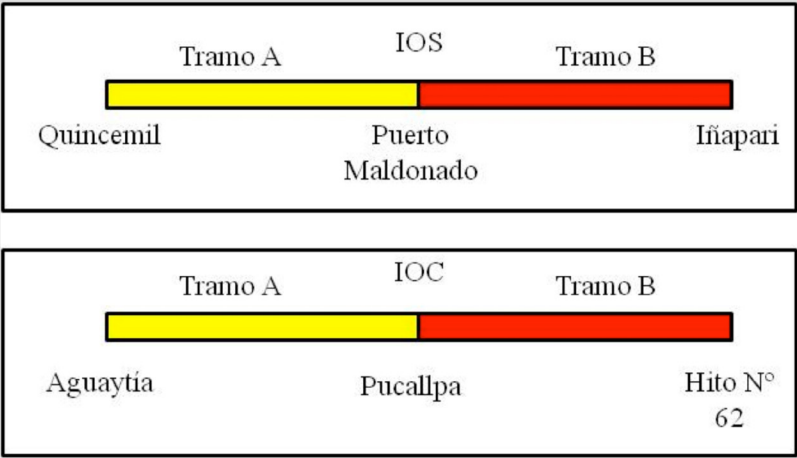 IOS
Tramo A
Tramo B
Quincemil
Puerto
Maldonado
Iñapari
IOC
Tramo A
Tramo B
Aguaytía
Pucallpa
Hito N°
62